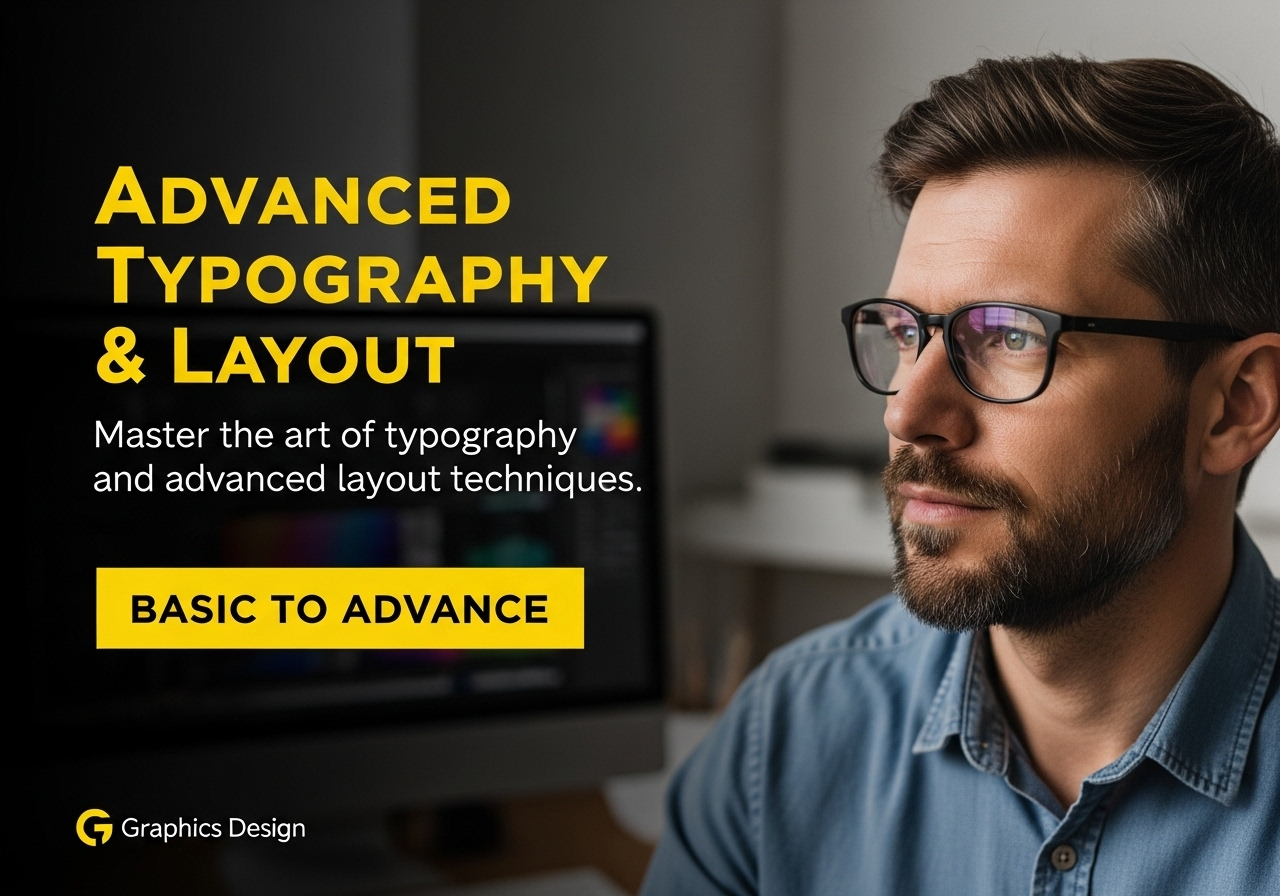 ADVANCED
TYPOGRAPHY
& LAYOUT
Master the art of typography
and advanced layout techniques.
BASIC TO ADVANCE
Graphics Design